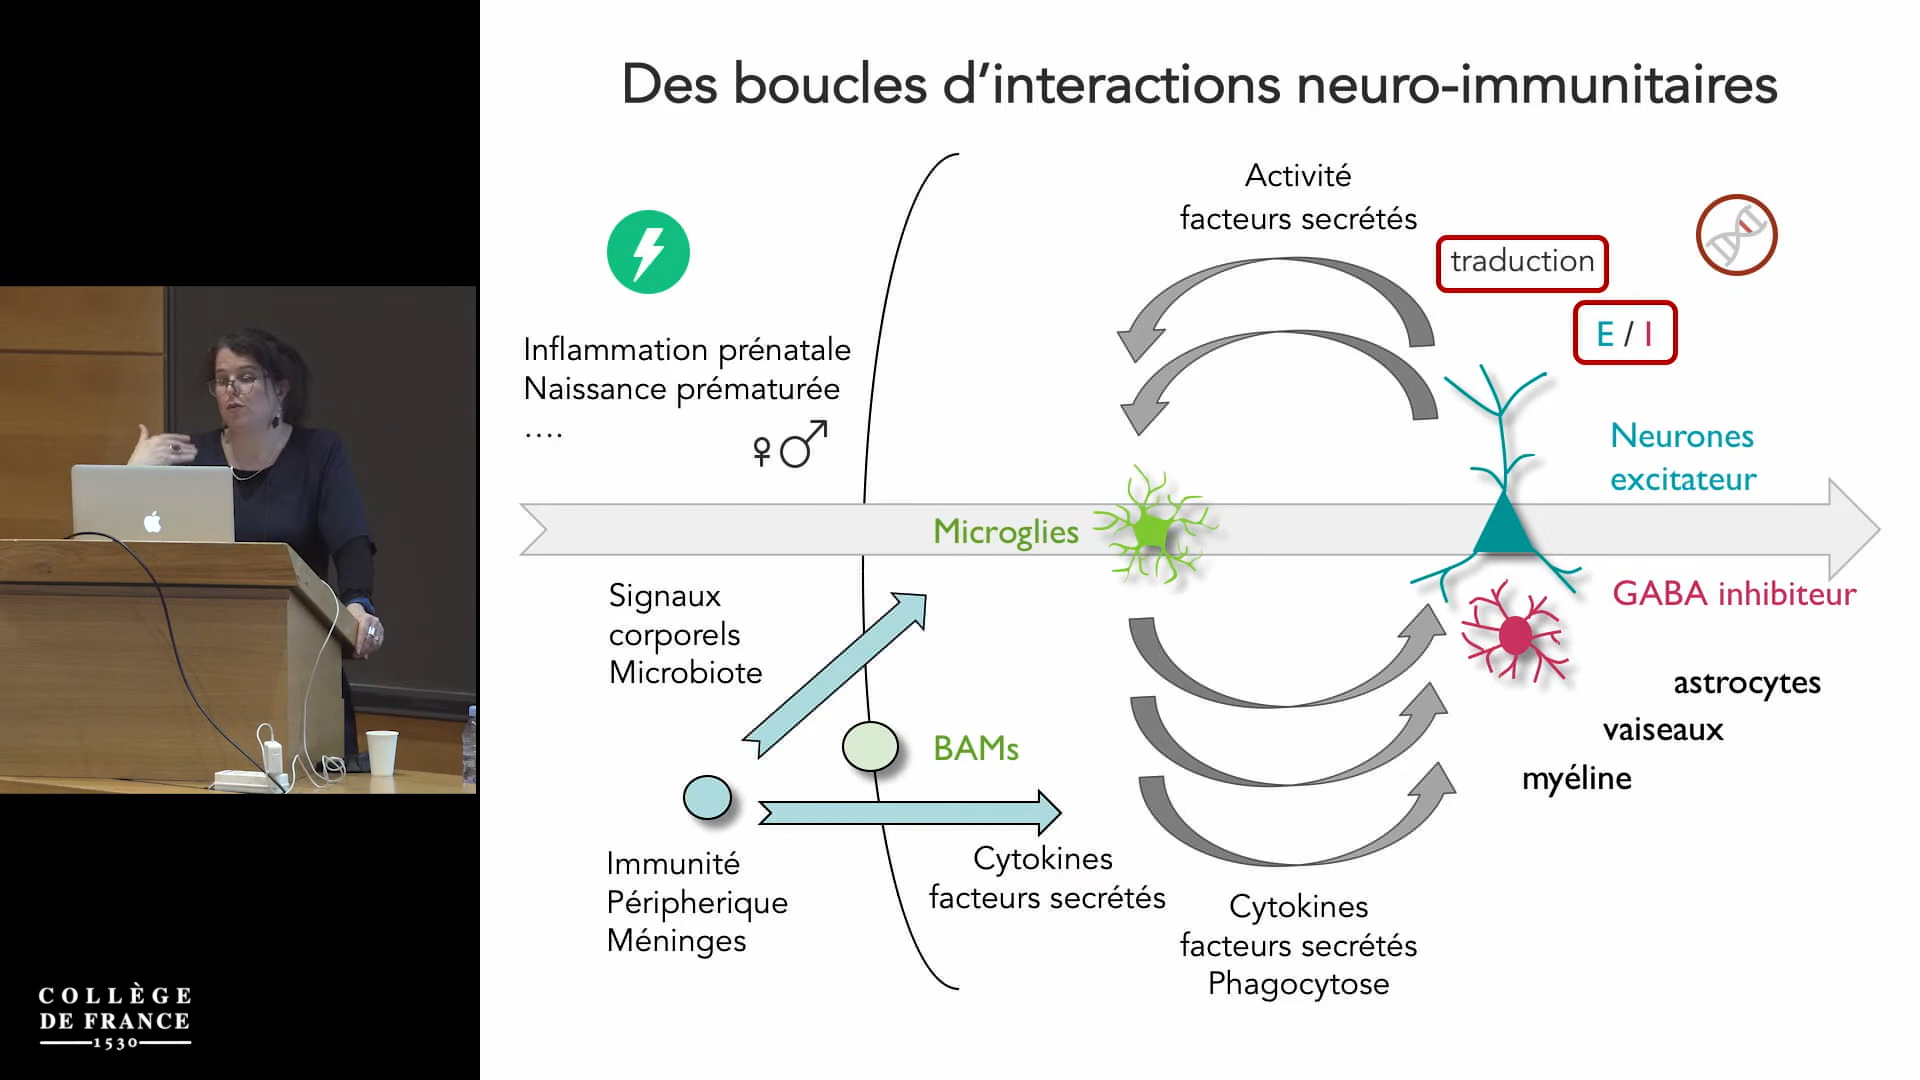 Des boucles d’interactions neuro-immunitaires
Activité
facteurs secrétés
traduction
E / I
Inflammation prénatale
Naissance prématurée
....
♀♂
Neurones
excitateur
Microglies
GABA inhibiteur
Signaux
corporels
Microbiote
astrocytes
vaiseaux
myéline
BAMs
Immunité
Péripherique
Méninges
Cytokines
facteurs secrétés
Cytokines
facteurs secrétés
Phagocytose
COLLÈGE
DE FRANCE
1530